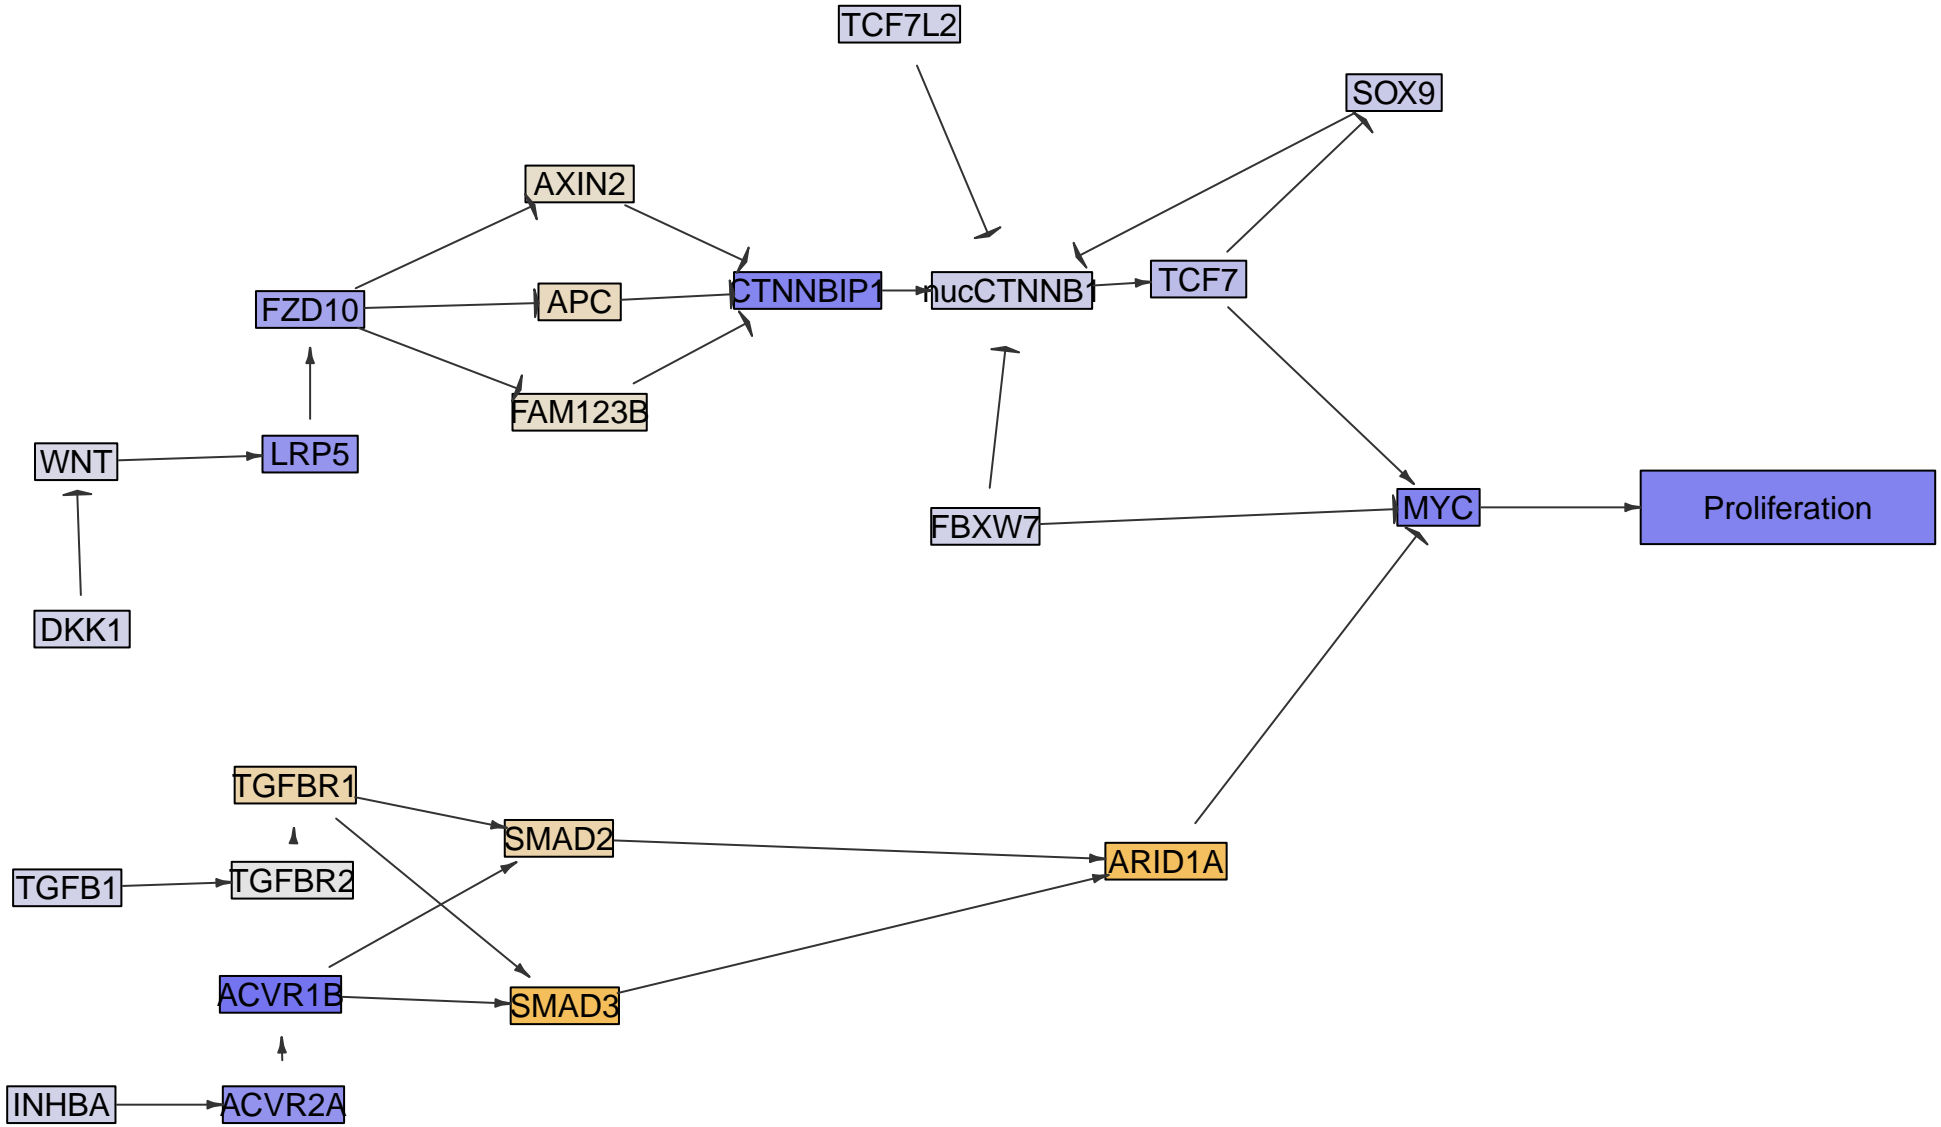 TCF7L2
SOX9
AXIN2
TCF7
CTNNBIP1
nucCTNNB1
APC
FZD10
FAM123B
LRP5
WNT
MYC
Proliferation
FBXW7
DKK1
TGFBR1
SMAD2
ARID1A
TGFBR2
TGFB1
ACVR1B
SMAD3
INHBA
ACVR2A